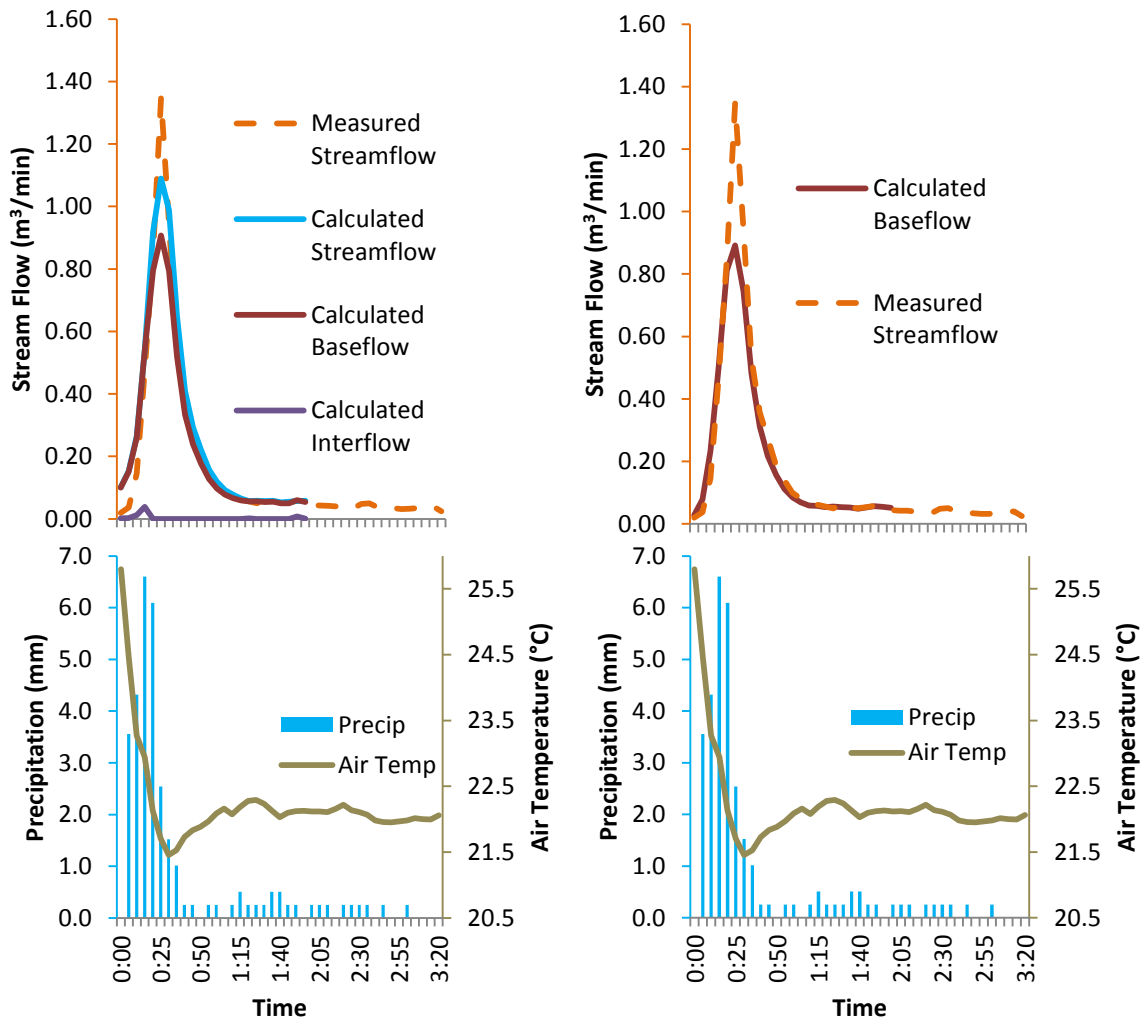 Stream Flow (m³/min)
1.60
1.40
1.20
1.00
0.80
0.60
0.40
0.20
0.00
Measured
Streamflow
Calculated
Streamflow
Calculated
Baseflow
Calculated
Interflow
Stream Flow (m³/min)
1.60
1.40
1.20
1.00
0.80
0.60
0.40
0.20
0.00
Calculated
Baseflow
Measured
Streamflow
Precipitation (mm)
7.0
6.0
5.0
4.0
3.0
2.0
1.0
0.0
Precip
Air Temp
25.5
24.5
23.5
22.5
21.5
20.5
Air Temperature (°C)
0:00
0:25
0:50
1:15
1:40
2:05
2:30
2:55
3:20
Time
Precipitation (mm)
7.0
6.0
5.0
4.0
3.0
2.0
1.0
0.0
Precip
Air Temp
25.5
24.5
23.5
22.5
21.5
20.5
Air Temperature (°C)
0:00
0:25
0:50
1:15
1:40
2:05
2:30
2:55
3:20
Time